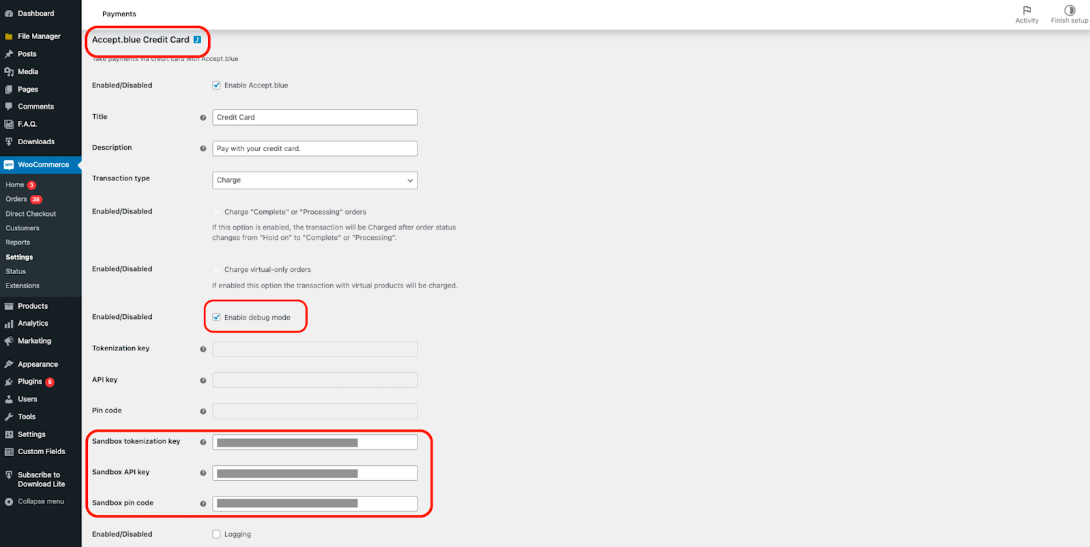 Dashboard
File Manager
Posts
Media
Pages
Comments
F.A.Q.
Downloads
WooCommerce
Home 3
Orders 38
Direct Checkout
Customers
Reports
Settings
Status
Extensions
Products
Analytics
Marketing
Appearance
Plugins 5
Users
Tools
Settings
Custom Fields
Subscribe to
Download Lite
Collapse menu
Payments
Activity
Finish setup
Accept.blue Credit Card
Take payments via credit card with Accept.blue
Enabled/Disabled Enable Accept.blue
Title Credit Card
Description Pay with your credit card.
Transaction type Charge
Enabled/Disabled Charge "Complete" or "Processing" orders
If this option is enabled, the transaction will be Charged after order status
changes from "Hold on" to "Complete" or "Processing".
Enabled/Disabled Charge virtual-only orders
If enabled this option the transaction with virtual products will be charged.
Enabled/Disabled Enable debug mode
Tokenization key
API key
Pin code
Sandbox tokenization key
Sandbox API key
Sandbox pin code
Enabled/Disabled Logging